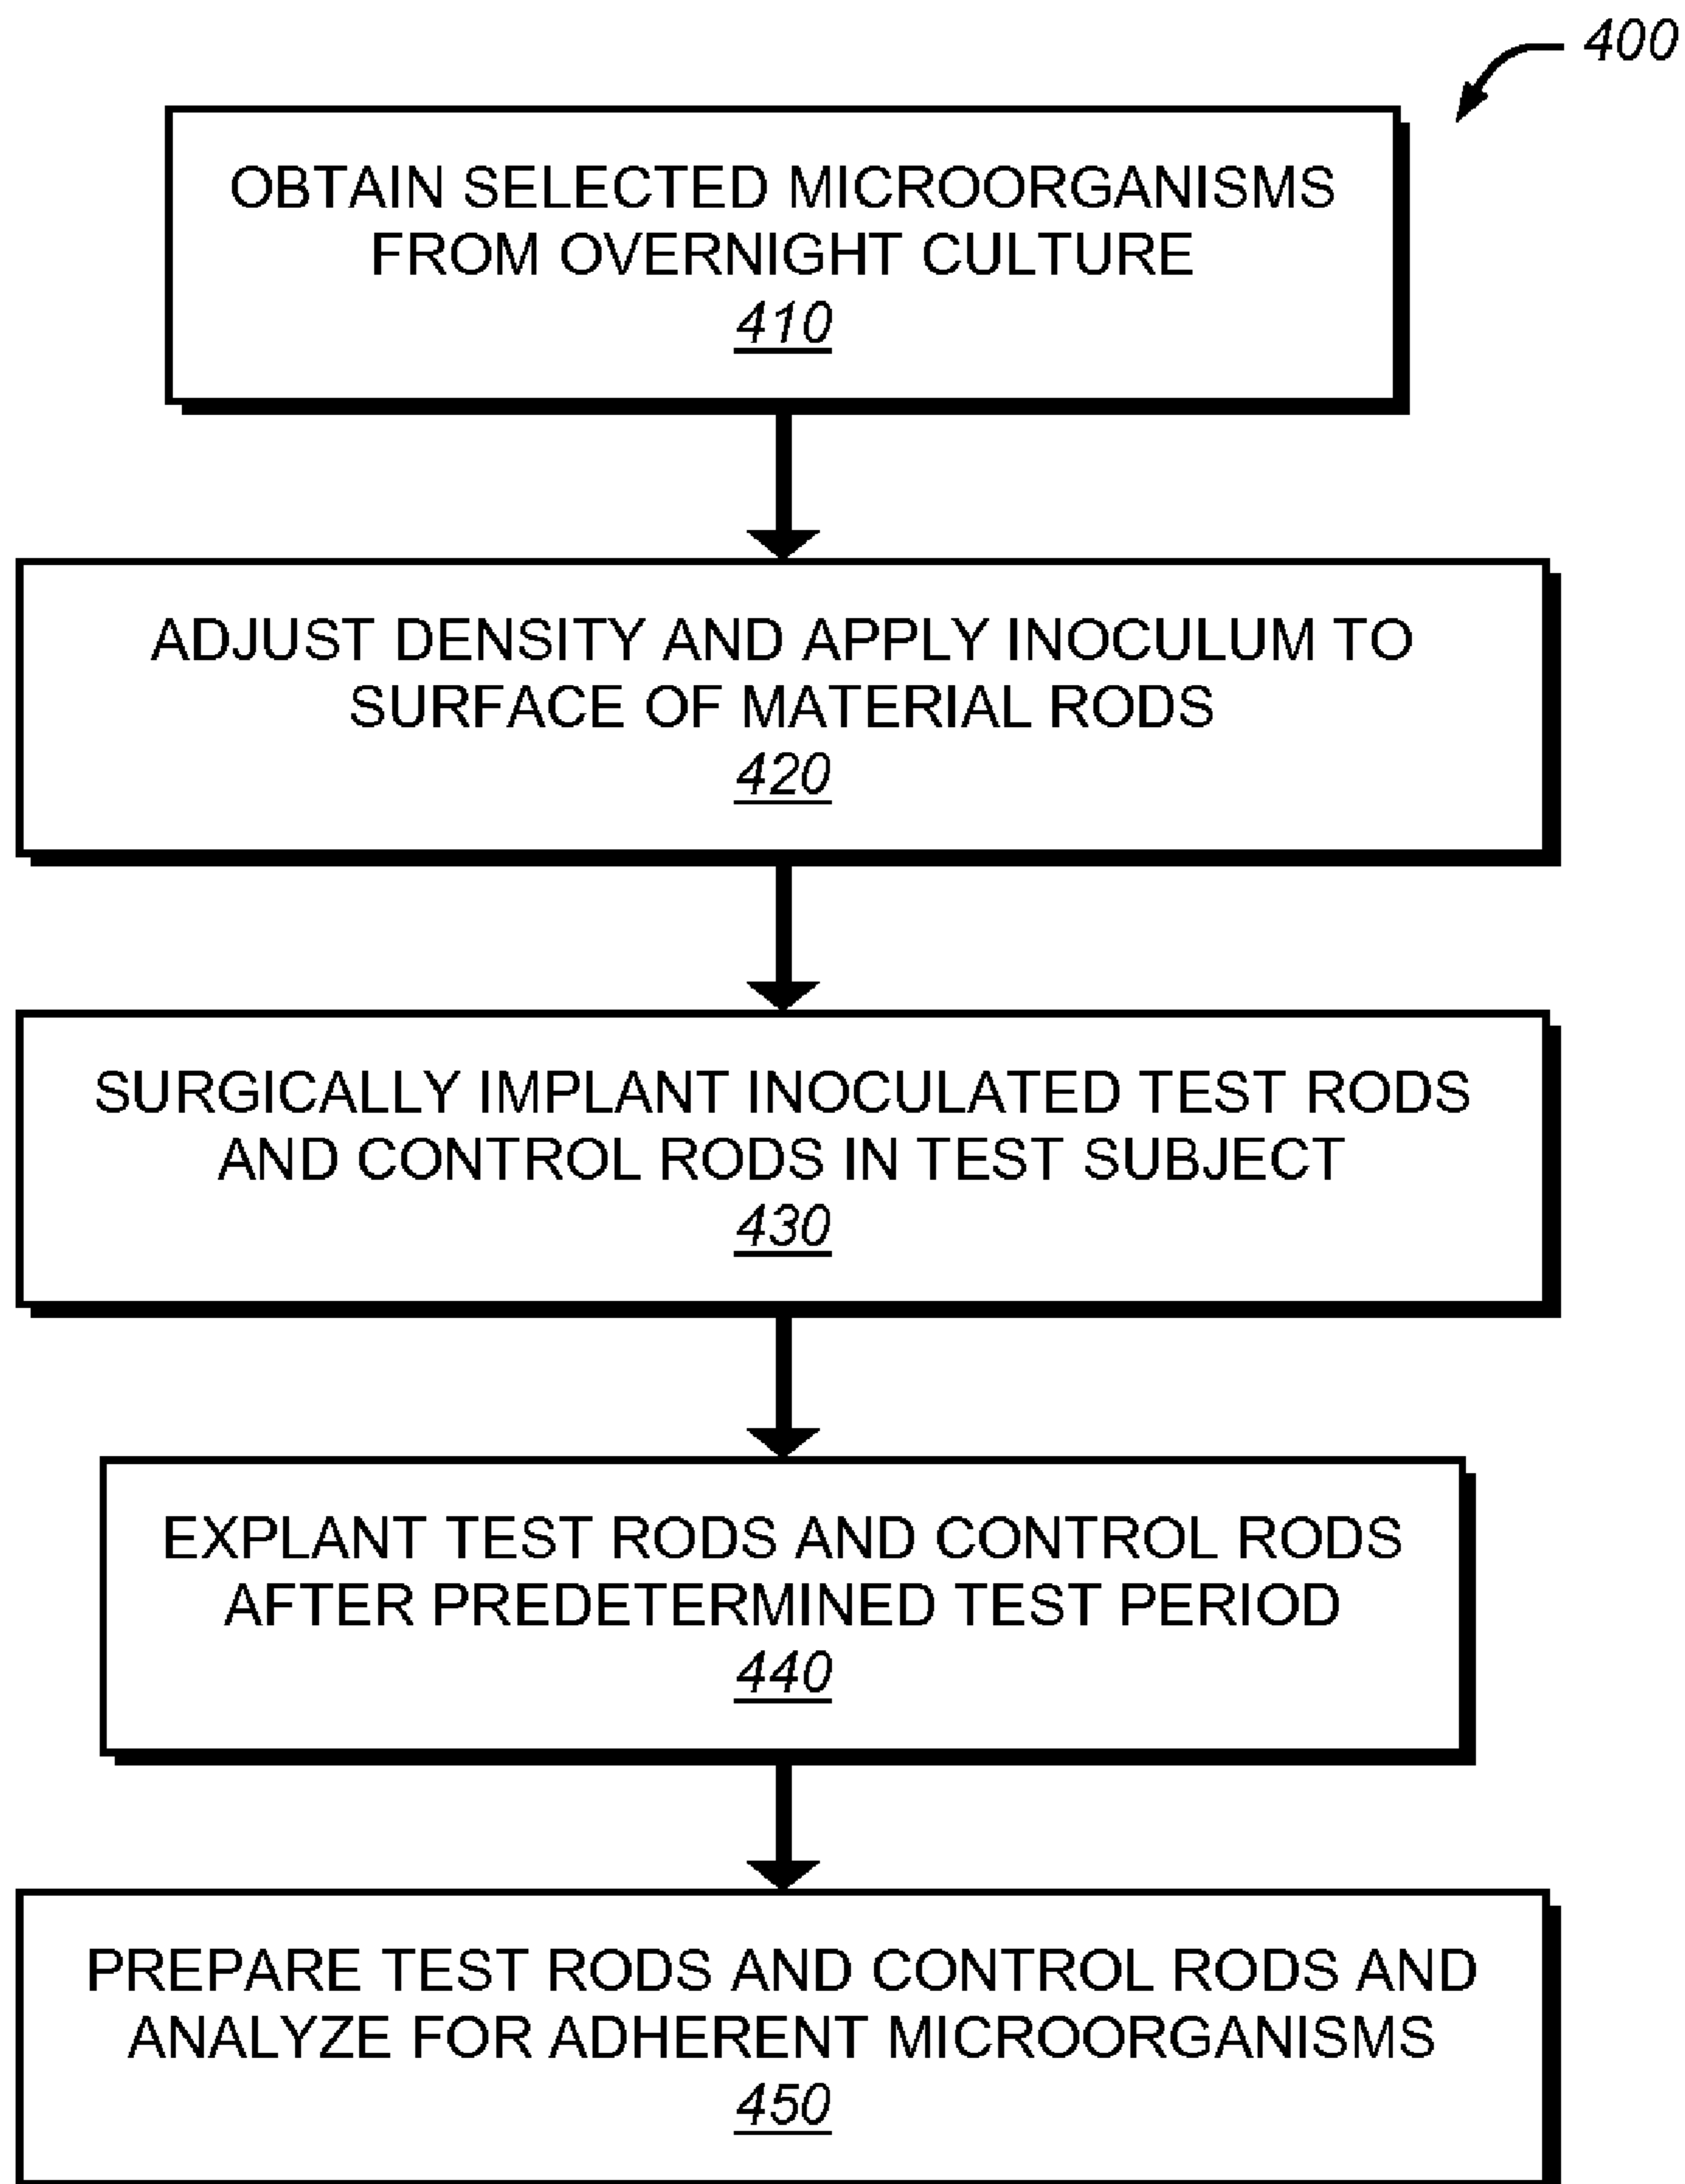 400
OBTAIN SELECTED MICROORGANISMS
FROM OVERNIGHT CULTURE
410
ADJUST DENSITY AND APPLY INOCULUM TO
SURFACE OF MATERIAL RODS
420
SURGICALLY IMPLANT INOCULATED TEST RODS
AND CONTROL RODS IN TEST SUBJECT
430
EXPLANT TEST RODS AND CONTROL RODS
AFTER PREDETERMINED TEST PERIOD
440
PREPARE TEST RODS AND CONTROL RODS AND
ANALYZE FOR ADHERENT MICROORGANISMS
450